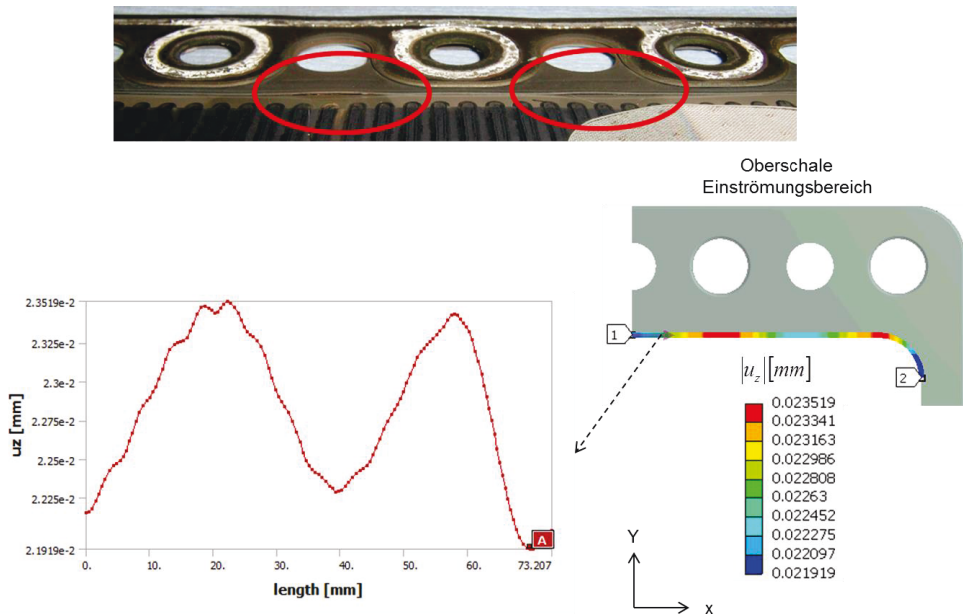 Oberschale
Einströmungsbereich
1
2
|u_z| [mm]
0.023519
0.023341
0.023163
0.022986
0.022808
0.02263
0.022452
0.022275
0.022097
0.021919
Y
x
uz [mm]
2.3519e-2
2.325e-2
2.3e-2
2.275e-2
2.25e-2
2.225e-2
2.1919e-2
A
0.
10.
20.
30.
40.
50.
60.
73.207
length [mm]